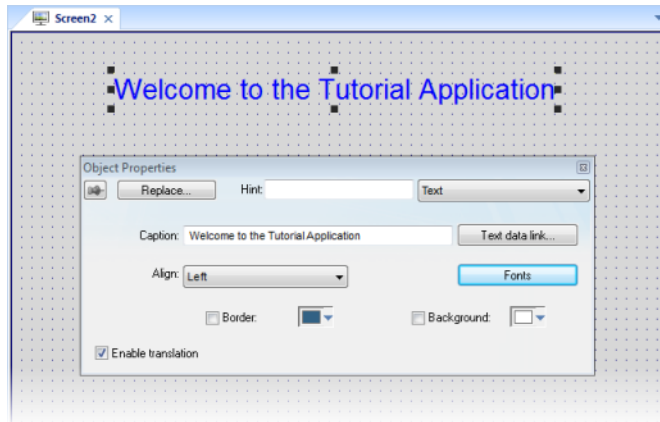 Screen2
Welcome to the Tutorial Application
Object Properties
Replace... Hint: Text
Caption: Welcome to the Tutorial Application Text data link...
Align: Left Fonts
Border: Background:
Enable translation